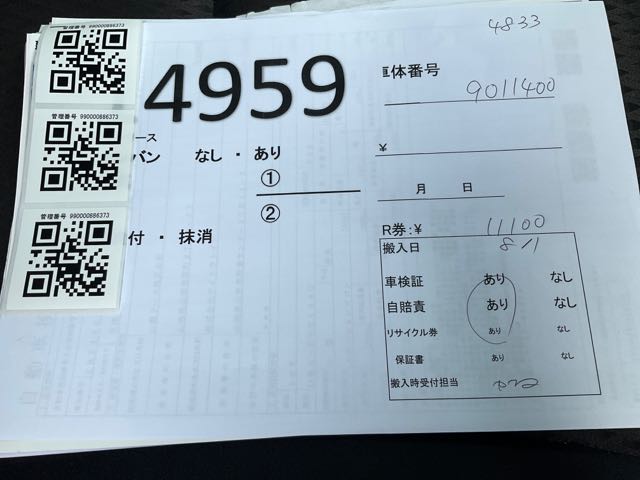 4833
管理番号 990000886373
4959
車体番号
9011400
ース
バン なし・あり
¥
管理番号 990000886373
①
②
月 日
付・抹消
R券:¥ 11100
管理番号 990000886373
搬入日 8/1
車検証 あり なし
自賠責 あり なし
リサイクル券 あり なし
保証書 あり なし
搬入時受付担当